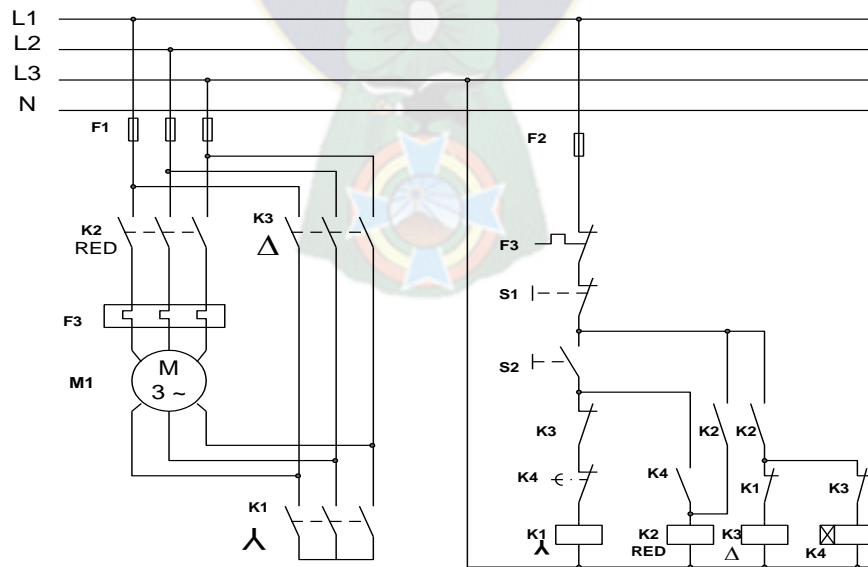 L1
L2
L3
N
F1
F2
K2
RED
K3
Δ
F3
S1
F3
M
3 ~
M1
S2
K3
K2
K2
K4
K4
K1
K3
K1
K1
K2
RED
K3
Δ
K4